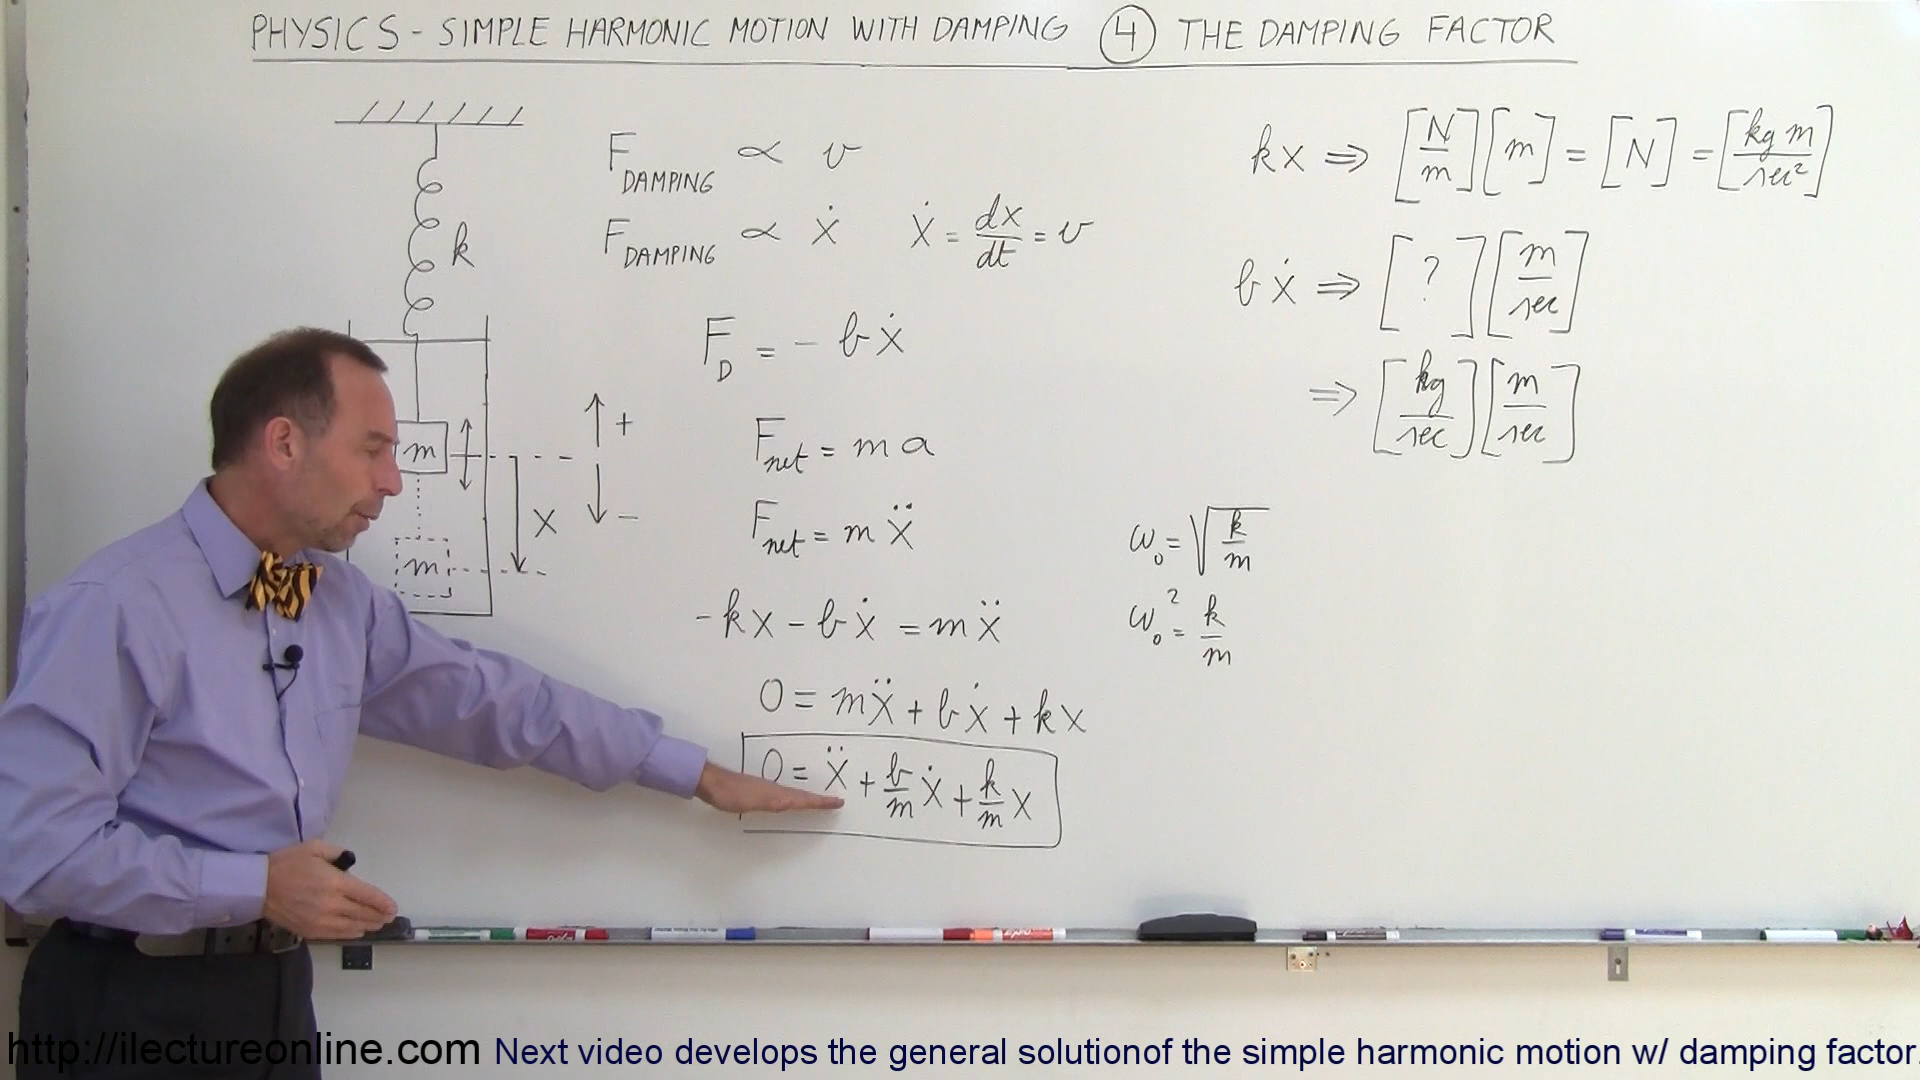 PHYSICS - SIMPLE HARMONIC MOTION WITH DAMPING ④ THE DAMPING FACTOR
k
m
x
m
+
−
F_DAMPING ∝ v
F_DAMPING ∝ ẋ   ẋ = dx/dt = v
F_D = - bẋ
F_net = m a
F_net = m ẍ
-kx - bẋ = mẍ
0 = mẍ + bẋ + kx
0 = ẍ + b/m ẋ + k/m x
kx ⇒ [N/m][m] = [N] = [kg m/sec²]
bẋ ⇒ [?][m/sec]
⇒ [kg/sec][m/sec]
ω₀ = √(k/m)
ω₀² = k/m
http://ilectureonline.com Next video develops the general solutionof the simple harmonic motion w/ damping factor.